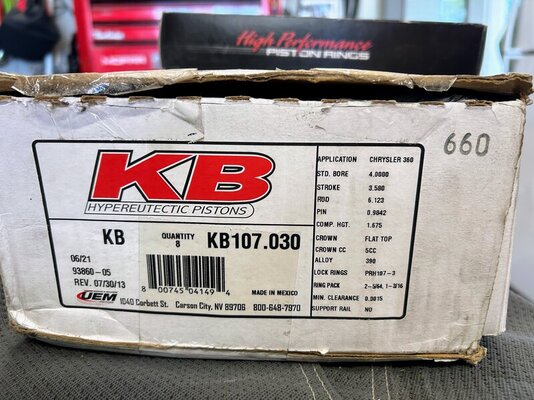 High Performance
PISTON RINGS
660
KB
HYPEREUTECTIC PISTONS
KB
QUANTITY
8
KB107.030
06/21
93860-05
REV. 07/30/13
UEM
8 00745 04149 4
MADE IN MEXICO
1040 Corbett St. Carson City, NV 89706 800-648-7970
APPLICATION CHRYSLER 360
STD. BORE 4.0000
STROKE 3.580
ROD 6.123
PIN 0.9842
COMP. HGT. 1.675
CROWN FLAT TOP
CROWN CC 5CC
ALLOY 390
LOCK RINGS PRH107-3
RING PACK 2-5/64, 1-3/16
MIN. CLEARANCE 0.0015
SUPPORT RAIL NO